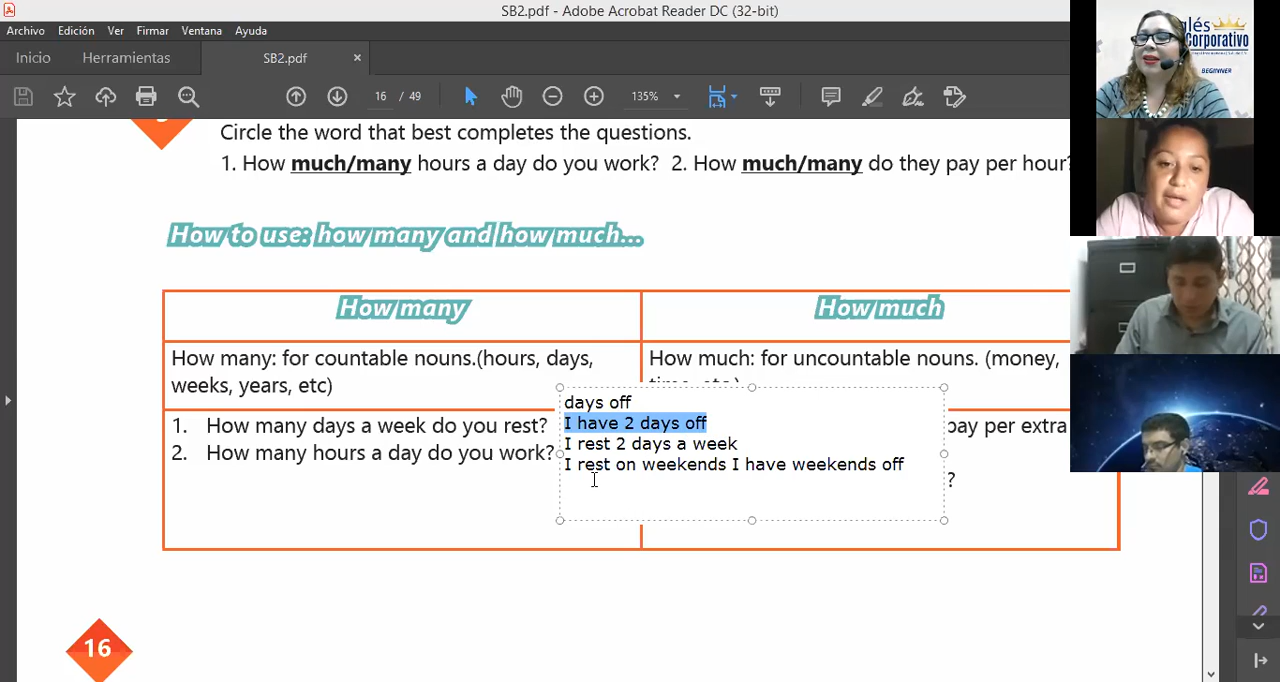 SB2.pdf - Adobe Acrobat Reader DC (32-bit)
Archivo Edición Ver Firmar Ventana Ayuda
Inicio Herramientas SB2.pdf ×
16 / 49 135%
Circle the word that best completes the questions.
1. How much/many hours a day do you work? 2. How much/many do they pay per hour?
How to use: how many and how much...
How many How much
How many: for countable nouns.(hours, days,
weeks, years, etc)
How much: for uncountable nouns. (money,
time, etc.)
1. How many days a week do you rest?
2. How many hours a day do you work?
days off
I have 2 days off
I rest 2 days a week
I rest on weekends I have weekends off
pay per extra
?
16
glés
Corporativo
BEGINNER